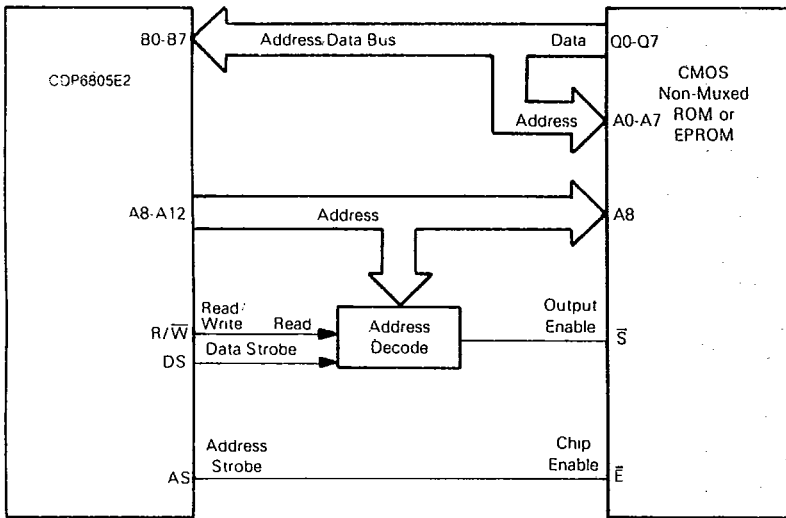 B0-B7
Address/Data Bus
Data
Q0-Q7
CDP6805E2
CMOS
Non-Muxed
ROM or
EPROM
Address
A0-A7
A8-A12
Address
A8
Read/
Write
Read
R/W̅
Data Strobe
DS
Address
Decode
Output
Enable
S̅
Address
Strobe
AS
Chip
Enable
E̅